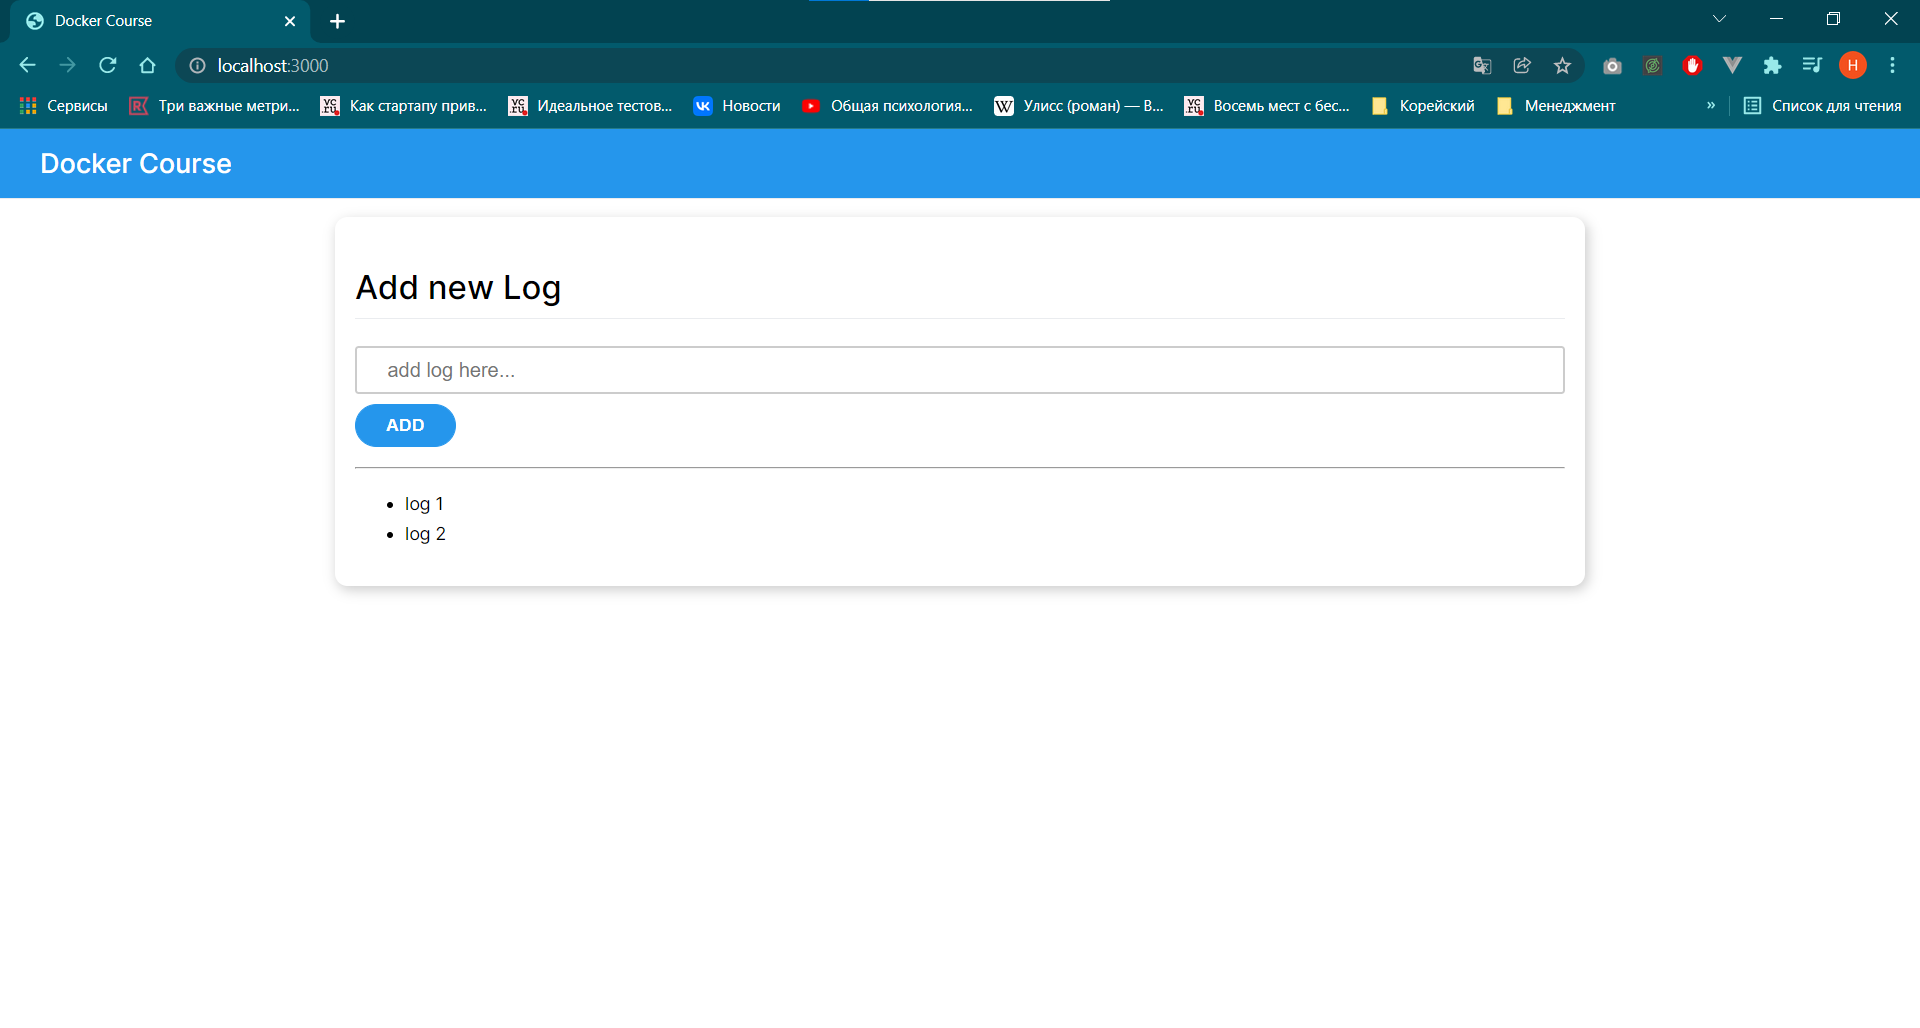 Docker Course
localhost:3000
Сервисы Три важные метри... Как стартапу прив... Идеальное тестов... Новости Общая психология... Улисс (роман) — В... Восемь мест с бес... Корейский Менеджмент » Список для чтения
Docker Course
Add new Log
add log here...
ADD
log 1
log 2